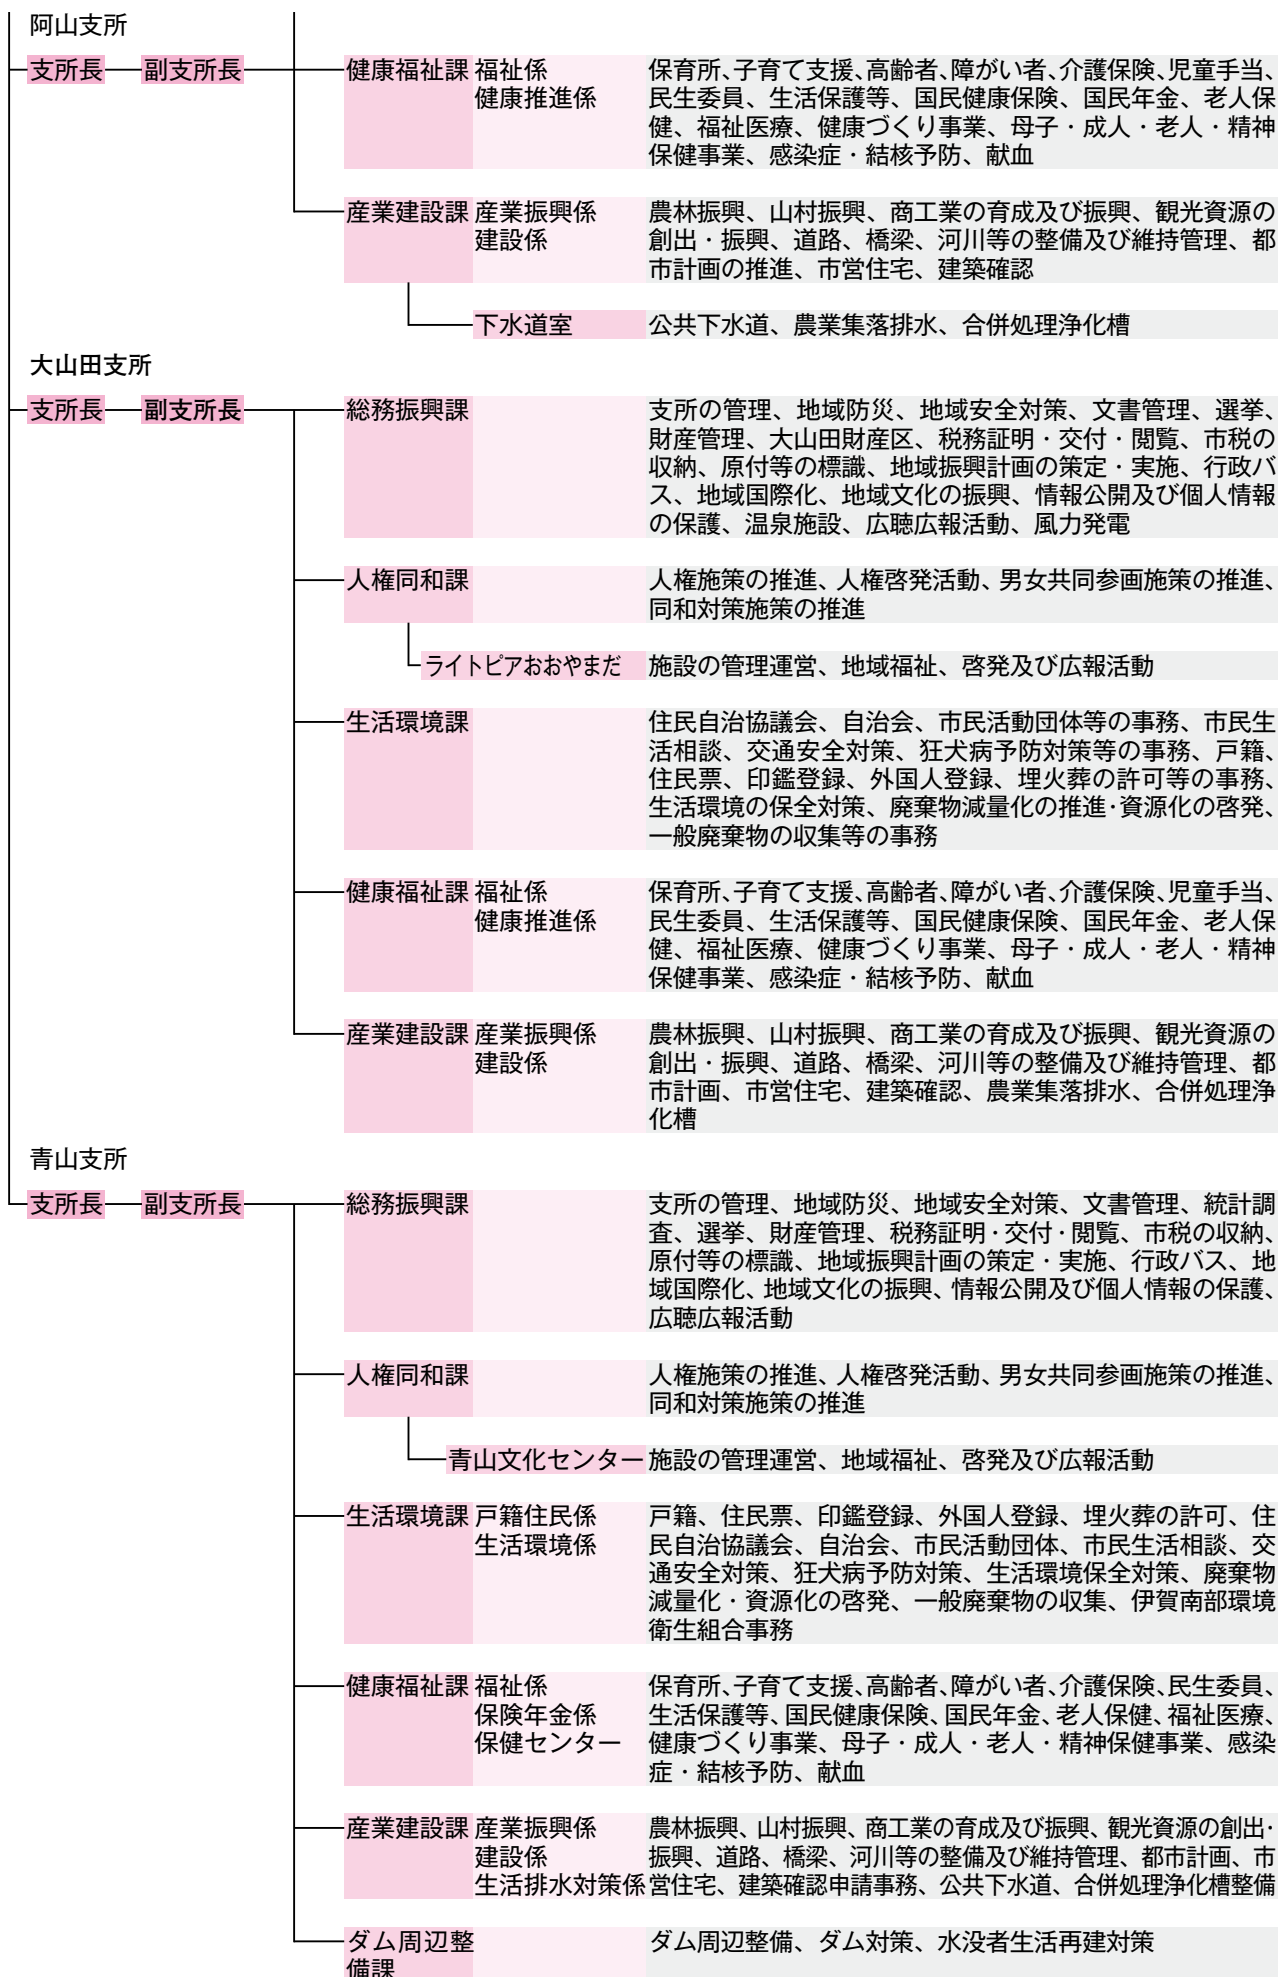 阿山支所
支所長 副支所長 健康福祉課 福祉係 保育所、子育て支援、高齢者、障がい者、介護保険、児童手当、
健康推進係 民生委員、生活保護等、国民健康保険、国民年金、老人保
健、福祉医療、健康づくり事業、母子・成人・老人・精神
保健事業、感染症・結核予防、献血
産業建設課 産業振興係 農林振興、山村振興、商工業の育成及び振興、観光資源の
建設係 創出・振興、道路、橋梁、河川等の整備及び維持管理、都
市計画の推進、市営住宅、建築確認
下水道室 公共下水道、農業集落排水、合併処理浄化槽
大山田支所
支所長 副支所長 総務振興課 支所の管理、地域防災、地域安全対策、文書管理、選挙、
財産管理、大山田財産区、税務証明・交付・閲覧、市税の
収納、原付等の標識、地域振興計画の策定・実施、行政バ
ス、地域国際化、地域文化の振興、情報公開及び個人情報
の保護、温泉施設、広聴広報活動、風力発電
人権同和課 人権施策の推進、人権啓発活動、男女共同参画施策の推進、
同和対策施策の推進
ライトピアおおやまだ 施設の管理運営、地域福祉、啓発及び広報活動
生活環境課 住民自治協議会、自治会、市民活動団体等の事務、市民生
活相談、交通安全対策、狂犬病予防対策等の事務、戸籍、
住民票、印鑑登録、外国人登録、埋火葬の許可等の事務、
生活環境の保全対策、廃棄物減量化の推進・資源化の啓発、
一般廃棄物の収集等の事務
健康福祉課 福祉係 保育所、子育て支援、高齢者、障がい者、介護保険、児童手当、
健康推進係 民生委員、生活保護等、国民健康保険、国民年金、老人保
健、福祉医療、健康づくり事業、母子・成人・老人・精神
保健事業、感染症・結核予防、献血
産業建設課 産業振興係 農林振興、山村振興、商工業の育成及び振興、観光資源の
建設係 創出・振興、道路、橋梁、河川等の整備及び維持管理、都
市計画、市営住宅、建築確認、農業集落排水、合併処理浄
化槽
青山支所
支所長 副支所長 総務振興課 支所の管理、地域防災、地域安全対策、文書管理、統計調
査、選挙、財産管理、税務証明・交付・閲覧、市税の収納、
原付等の標識、地域振興計画の策定・実施、行政バス、地
域国際化、地域文化の振興、情報公開及び個人情報の保護、
広聴広報活動
人権同和課 人権施策の推進、人権啓発活動、男女共同参画施策の推進、
同和対策施策の推進
青山文化センター 施設の管理運営、地域福祉、啓発及び広報活動
生活環境課 戸籍住民係 戸籍、住民票、印鑑登録、外国人登録、埋火葬の許可、住
生活環境係 民自治協議会、自治会、市民活動団体、市民生活相談、交
通安全対策、狂犬病予防対策、生活環境保全対策、廃棄物
減量化・資源化の啓発、一般廃棄物の収集、伊賀南部環境
衛生組合事務
健康福祉課 福祉係 保育所、子育て支援、高齢者、障がい者、介護保険、民生委員、
保険年金係 生活保護等、国民健康保険、国民年金、老人保健、福祉医療、
保健センター 健康づくり事業、母子・成人・老人・精神保健事業、感染
症・結核予防、献血
産業建設課 産業振興係 農林振興、山村振興、商工業の育成及び振興、観光資源の創出・
建設係 振興、道路、橋梁、河川等の整備及び維持管理、都市計画、市
生活排水対策係 営住宅、建築確認申請事務、公共下水道、合併処理浄化槽整備
ダム周辺整 ダム周辺整備、ダム対策、水没者生活再建対策
備課